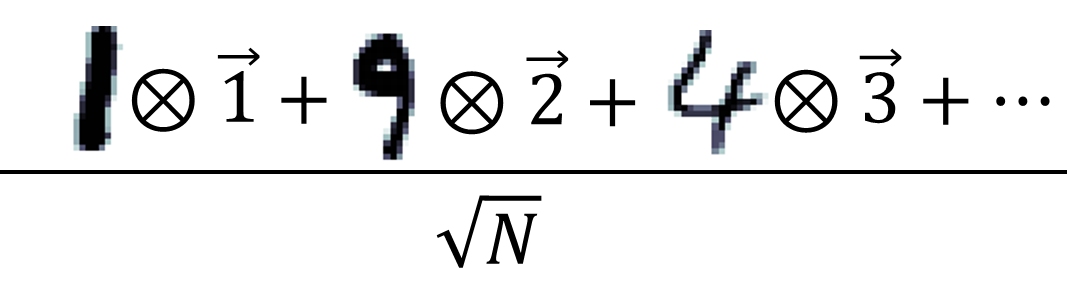 1 ⊗ 1⃗ + 9 ⊗ 2⃗ + 4 ⊗ 3⃗ + ⋯
√N